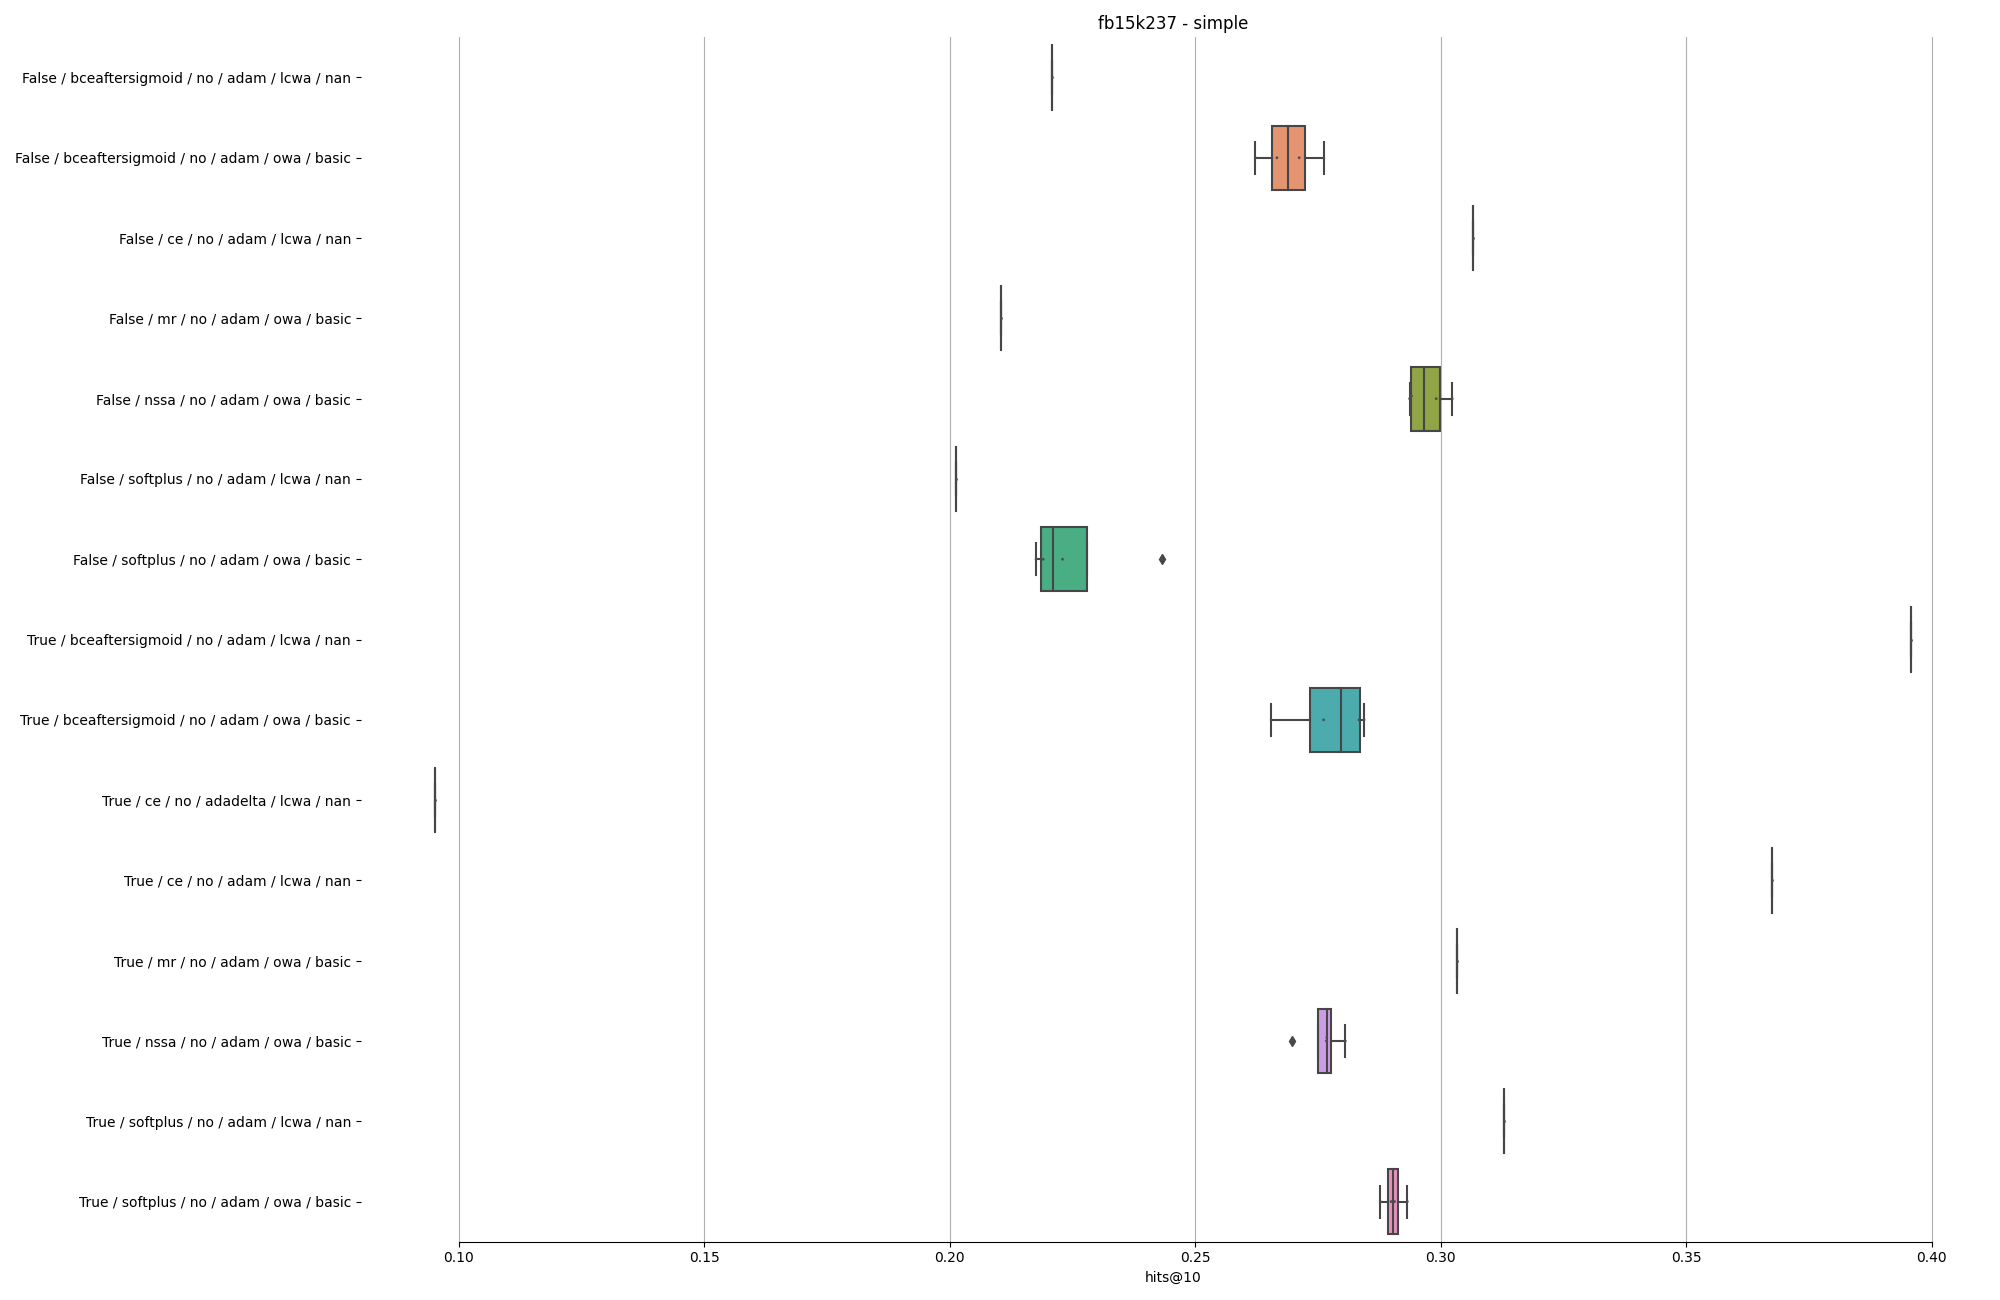 fb15k237 - simple
False / bceaftersigmoid / no / adam / lcwa / nan
False / bceaftersigmoid / no / adam / owa / basic
False / ce / no / adam / lcwa / nan
False / mr / no / adam / owa / basic
False / nssa / no / adam / owa / basic
False / softplus / no / adam / lcwa / nan
False / softplus / no / adam / owa / basic
True / bceaftersigmoid / no / adam / lcwa / nan
True / bceaftersigmoid / no / adam / owa / basic
True / ce / no / adadelta / lcwa / nan
True / ce / no / adam / lcwa / nan
True / mr / no / adam / owa / basic
True / nssa / no / adam / owa / basic
True / softplus / no / adam / lcwa / nan
True / softplus / no / adam / owa / basic
0.10 0.15 0.20 0.25 0.30 0.35 0.40
hits@10